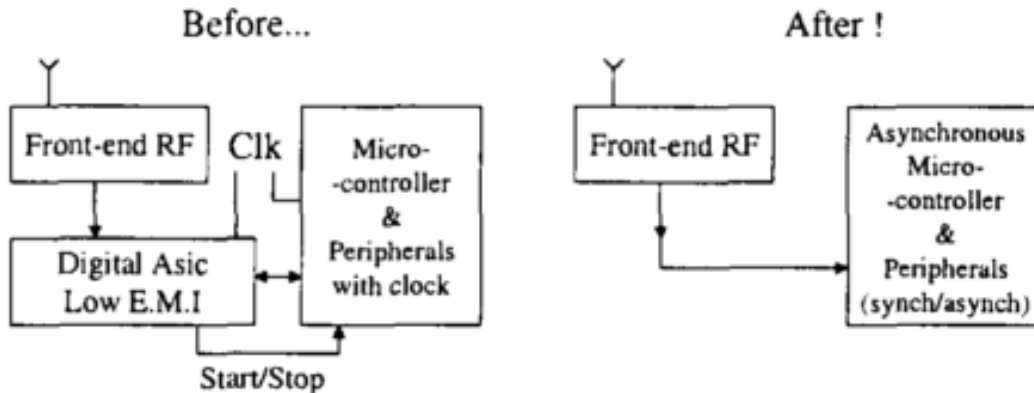 Before...
Front-end RF
Clk
Micro-
-controller
&
Peripherals
with clock
Digital Asic
Low E.M.I
Start/Stop
After !
Front-end RF
Asynchronous
Micro-
-controller
&
Peripherals
(synch/asynch)